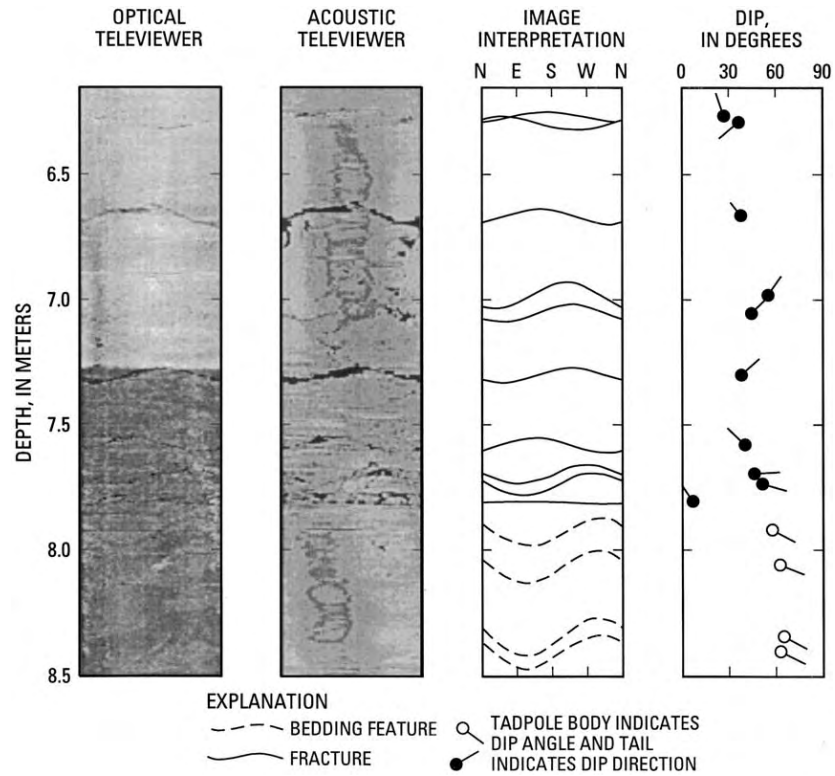 OPTICAL
TELEVIEWER
ACOUSTIC
TELEVIEWER
IMAGE
INTERPRETATION
DIP,
IN DEGREES
N E S W N
0 30 60 90
DEPTH, IN METERS
6.5
7.0
7.5
8.0
8.5
EXPLANATION
BEDDING FEATURE
FRACTURE
TADPOLE BODY INDICATES
DIP ANGLE AND TAIL
INDICATES DIP DIRECTION